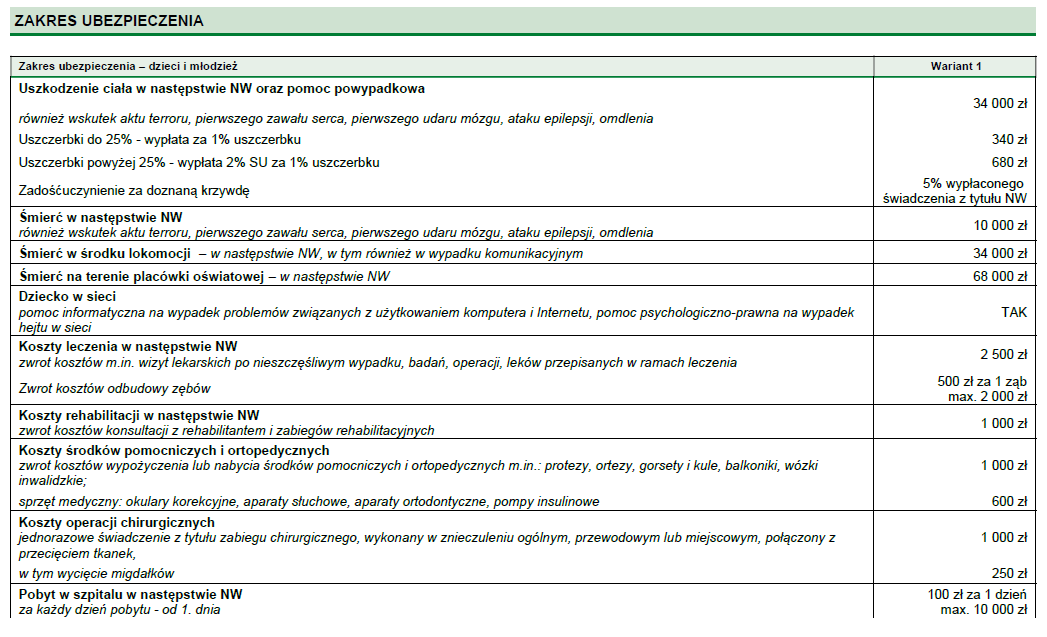 ZAKRES UBEZPIECZENIA
Zakres ubezpieczenia – dzieci i młodzież
Wariant 1
Uszkodzenie ciała w następstwie NW oraz pomoc powypadkowa
34 000 zł
również wskutek aktu terroru, pierwszego zawału serca, pierwszego udaru mózgu, ataku epilepsji, omdlenia
Uszczerbki do 25% - wypłata za 1% uszczerbku
340 zł
Uszczerbki powyżej 25% - wypłata 2% SU za 1% uszczerbku
680 zł
Zadośćuczynienie za doznaną krzywdę
5% wypłaconego
świadczenia z tytułu NW
Śmierć w następstwie NW
również wskutek aktu terroru, pierwszego zawału serca, pierwszego udaru mózgu, ataku epilepsji, omdlenia
10 000 zł
Śmierć w środku lokomocji – w następstwie NW, w tym również w wypadku komunikacyjnym
34 000 zł
Śmierć na terenie placówki oświatowej – w następstwie NW
68 000 zł
Dziecko w sieci
pomoc informatyczna na wypadek problemów związanych z użytkowaniem komputera i Internetu, pomoc psychologiczno-prawna na wypadek
hejtu w sieci
TAK
Koszty leczenia w następstwie NW
zwrot kosztów m.in. wizyt lekarskich po nieszczęśliwym wypadku, badań, operacji, leków przepisanych w ramach leczenia
2 500 zł
Zwrot kosztów odbudowy zębów
500 zł za 1 ząb
max. 2 000 zł
Koszty rehabilitacji w następstwie NW
zwrot kosztów konsultacji z rehabilitantem i zabiegów rehabilitacyjnych
1 000 zł
Koszty środków pomocniczych i ortopedycznych
zwrot kosztów wypożyczenia lub nabycia środków pomocniczych i ortopedycznych m.in.: protezy, ortezy, gorsety i kule, balkoniki, wózki
inwalidzkie;
1 000 zł
sprzęt medyczny: okulary korekcyjne, aparaty słuchowe, aparaty ortodontyczne, pompy insulinowe
600 zł
Koszty operacji chirurgicznych
jednorazowe świadczenie z tytułu zabiegu chirurgicznego, wykonany w znieczuleniu ogólnym, przewodowym lub miejscowym, połączony z
przecięciem tkanek,
1 000 zł
w tym wycięcie migdałków
250 zł
Pobyt w szpitalu w następstwie NW
za każdy dzień pobytu - od 1. dnia
100 zł za 1 dzień
max. 10 000 zł